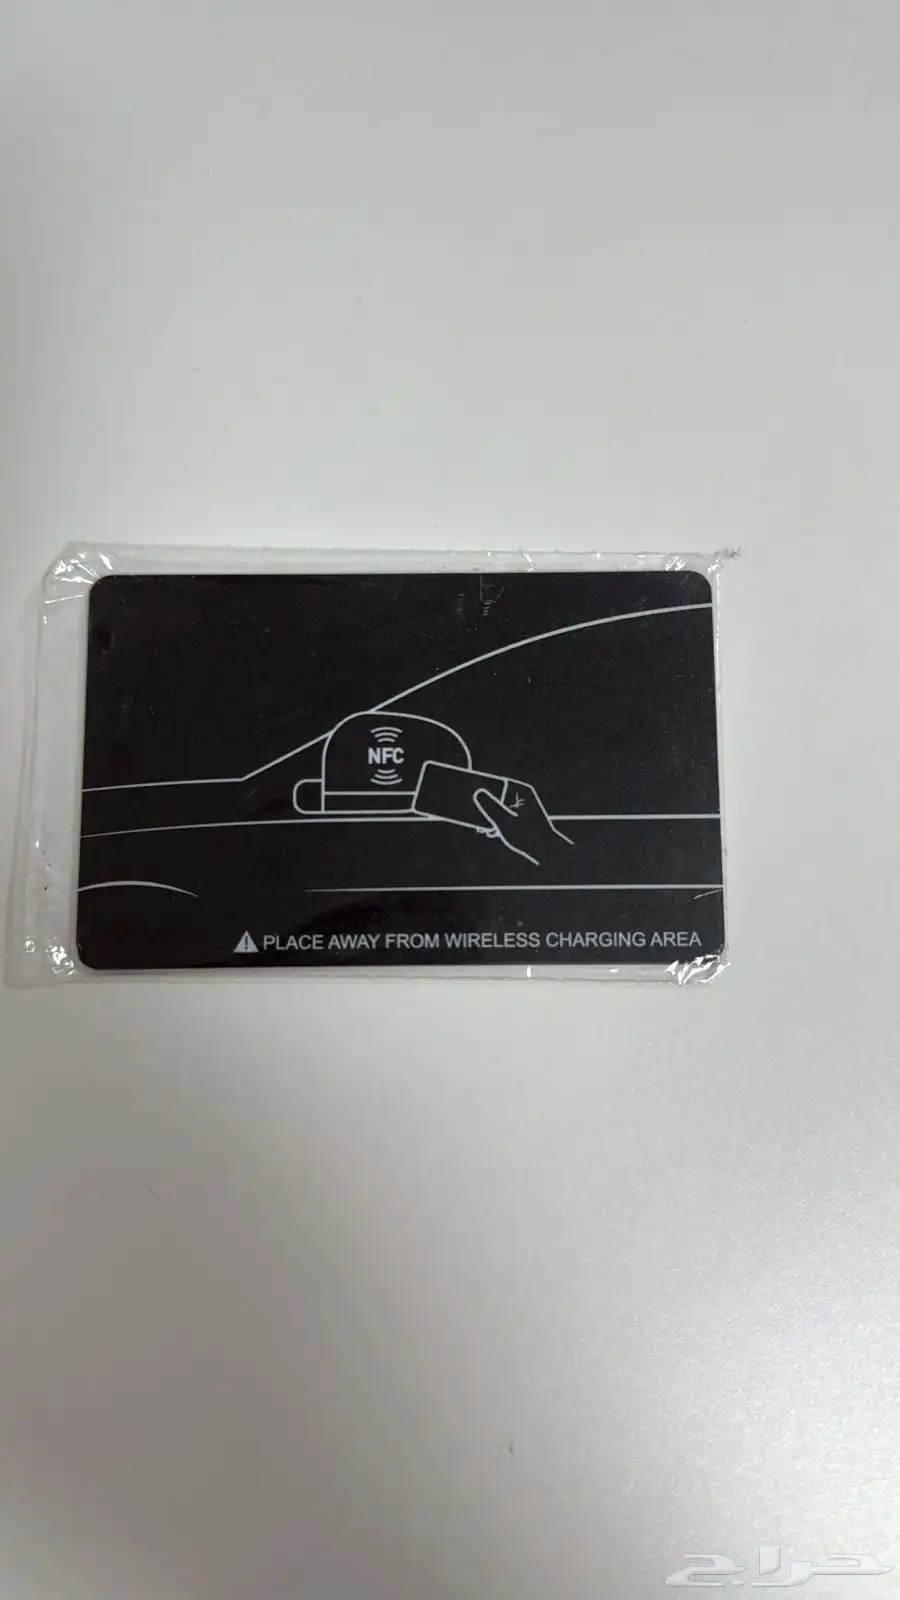 NFC
PLACE AWAY FROM WIRELESS CHARGING AREA
حراج